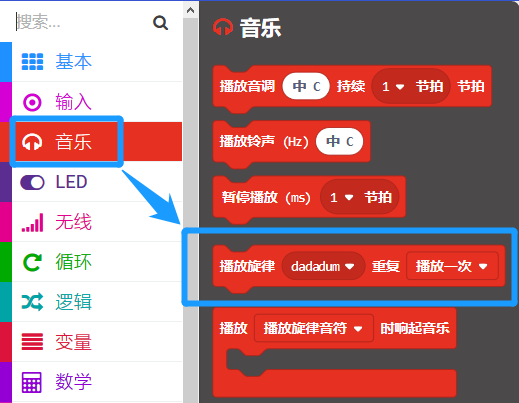 搜索...
基本
输入
音乐
LED
无线
循环
逻辑
变量
数学
音乐
播放音调 中 C 持续 1 节拍 节拍
播放铃声 (Hz) 中 C
暂停播放 (ms) 1 节拍
播放旋律 dadadum 重复 播放一次
播放 播放旋律音符 时响起音乐